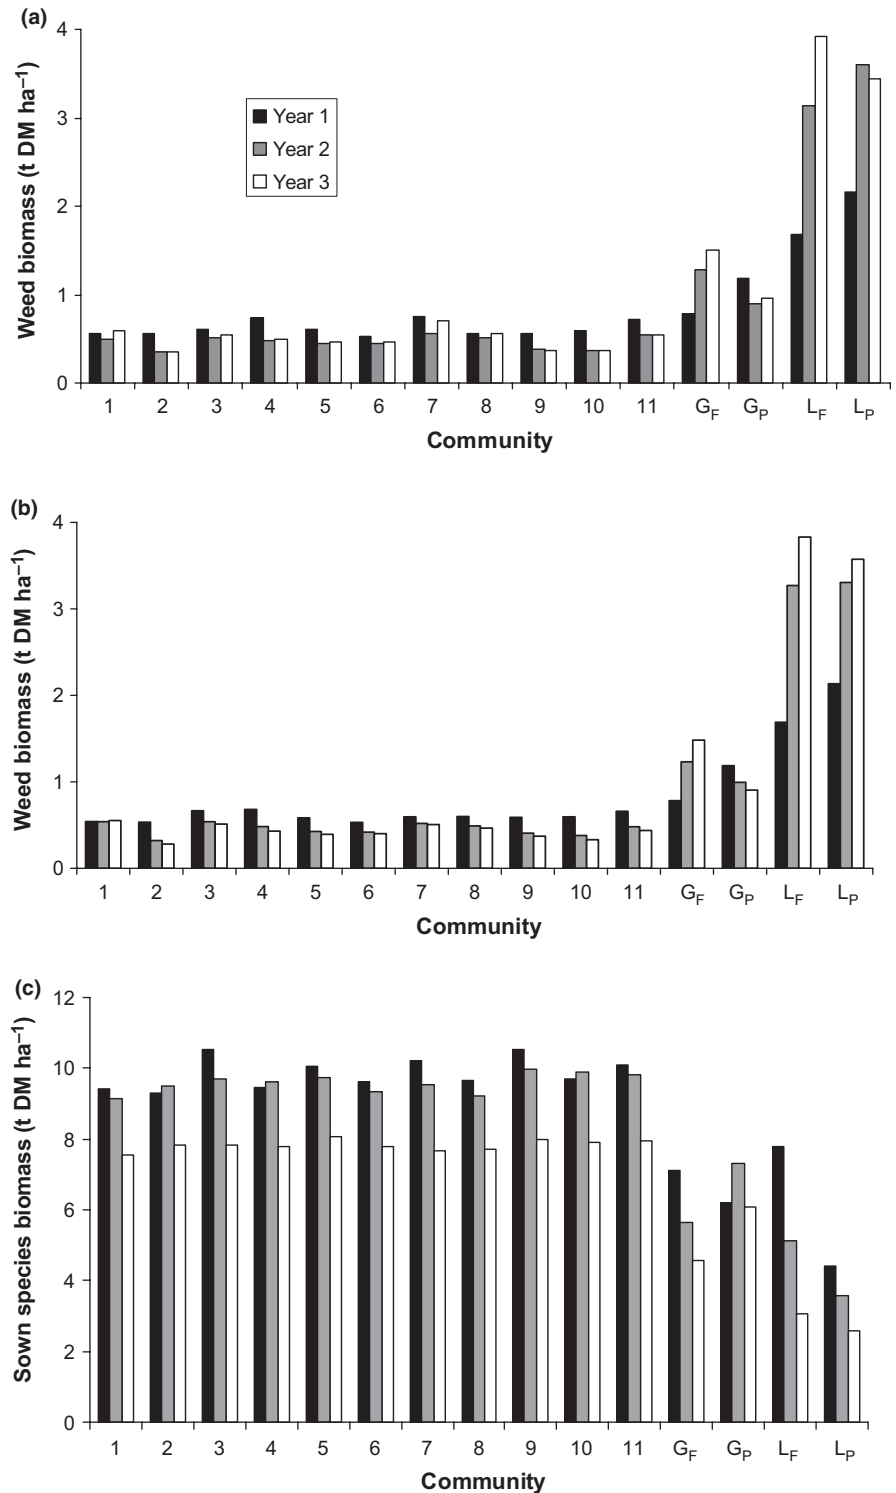 (a)
4
3
2
1
0
Weed biomass (t DM ha⁻¹)
Year 1
Year 2
Year 3
1 2 3 4 5 6 7 8 9 10 11 G_F G_P L_F L_P
Community
(b)
4
3
2
1
0
Weed biomass (t DM ha⁻¹)
1 2 3 4 5 6 7 8 9 10 11 G_F G_P L_F L_P
Community
(c)
12
10
8
6
4
2
0
Sown species biomass (t DM ha⁻¹)
1 2 3 4 5 6 7 8 9 10 11 G_F G_P L_F L_P
Community